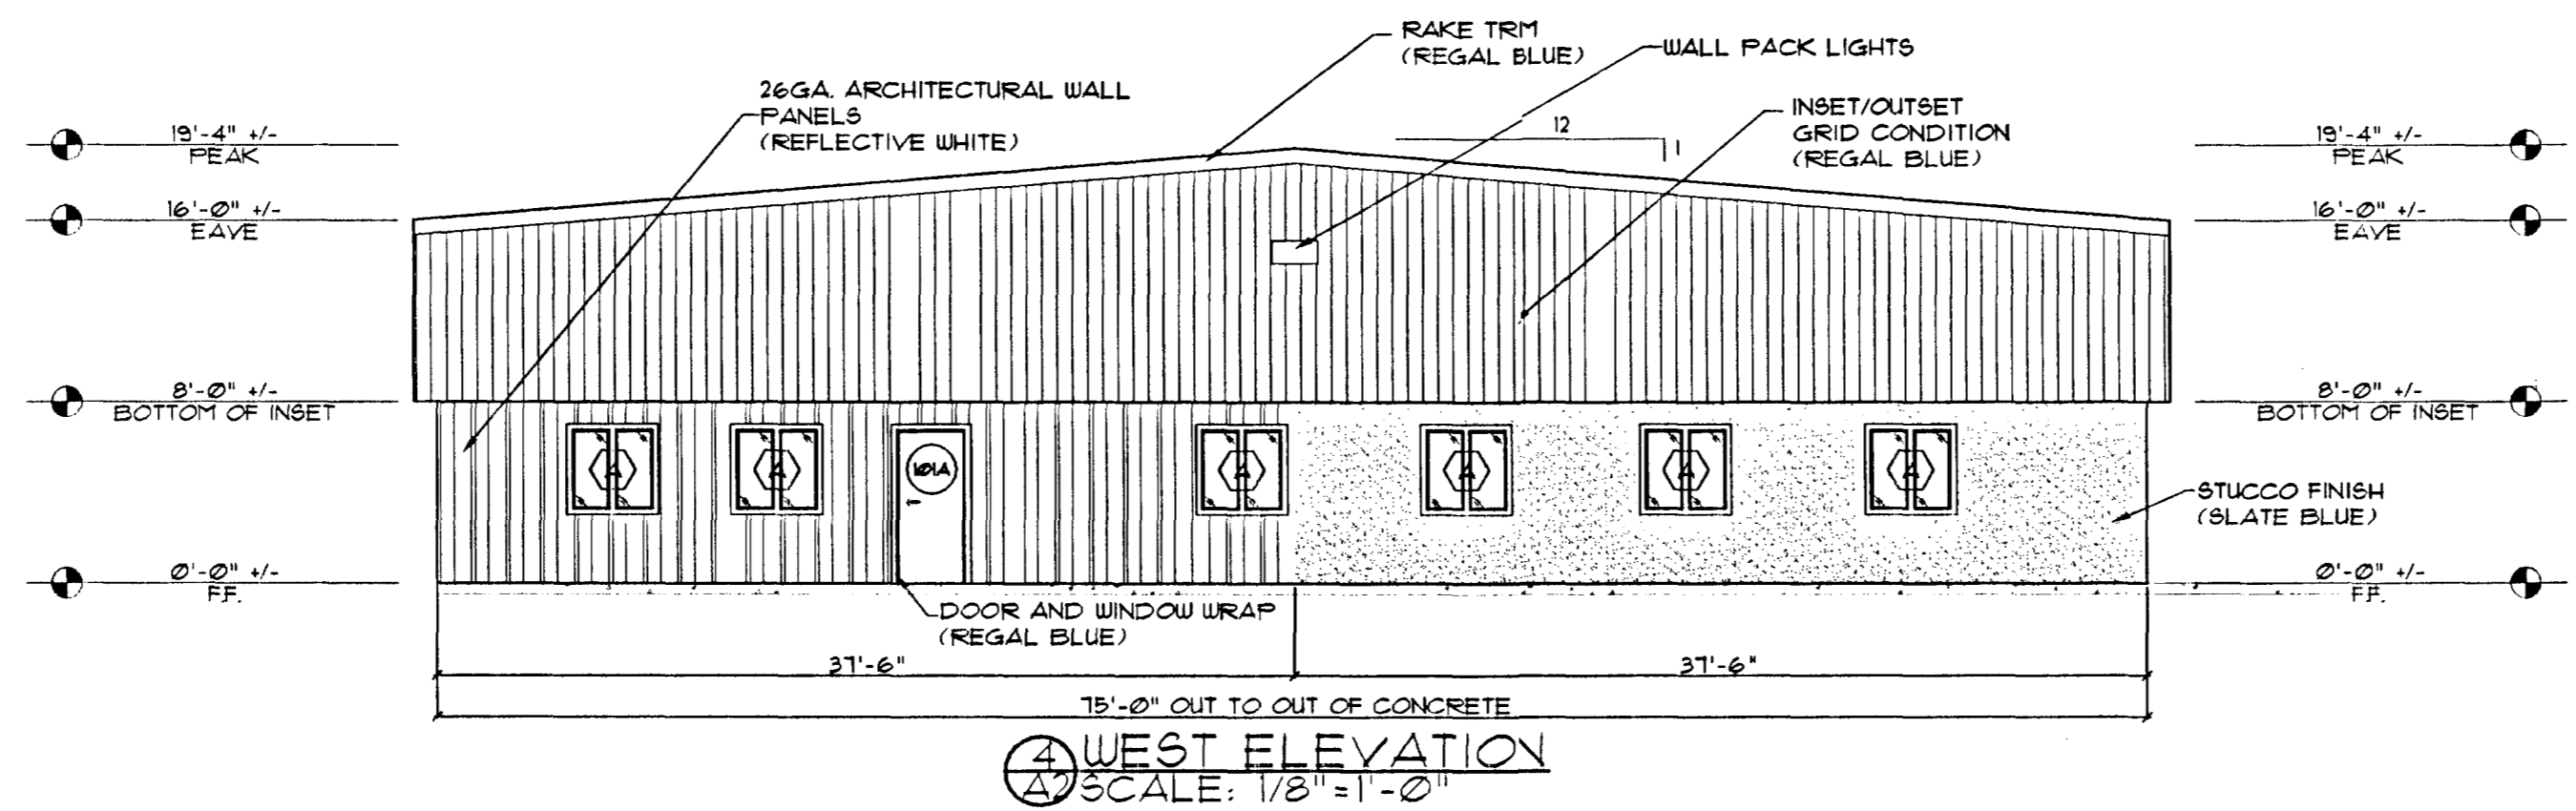 RAKE TRM
(REGAL BLUE)
WALL PACK LIGHTS
26GA. ARCHITECTURAL WALL
PANELS
(REFLECTIVE WHITE)
INSET/OUTSET
GRID CONDITION
(REGAL BLUE)
12
1
19'-4" +/-
PEAK
16'-0" +/-
EAVE
8'-0" +/-
BOTTOM OF INSET
0'-0" +/-
F.F.
19'-4" +/-
PEAK
16'-0" +/-
EAVE
8'-0" +/-
BOTTOM OF INSET
0'-0" +/-
F.F.
A
A
101A
A
A
A
A
STUCCO FINISH
(SLATE BLUE)
DOOR AND WINDOW WRAP
(REGAL BLUE)
37'-6"
37'-6"
75'-0" OUT TO OUT OF CONCRETE
4
A2
WEST ELEVATION
SCALE: 1/8"=1'-0"